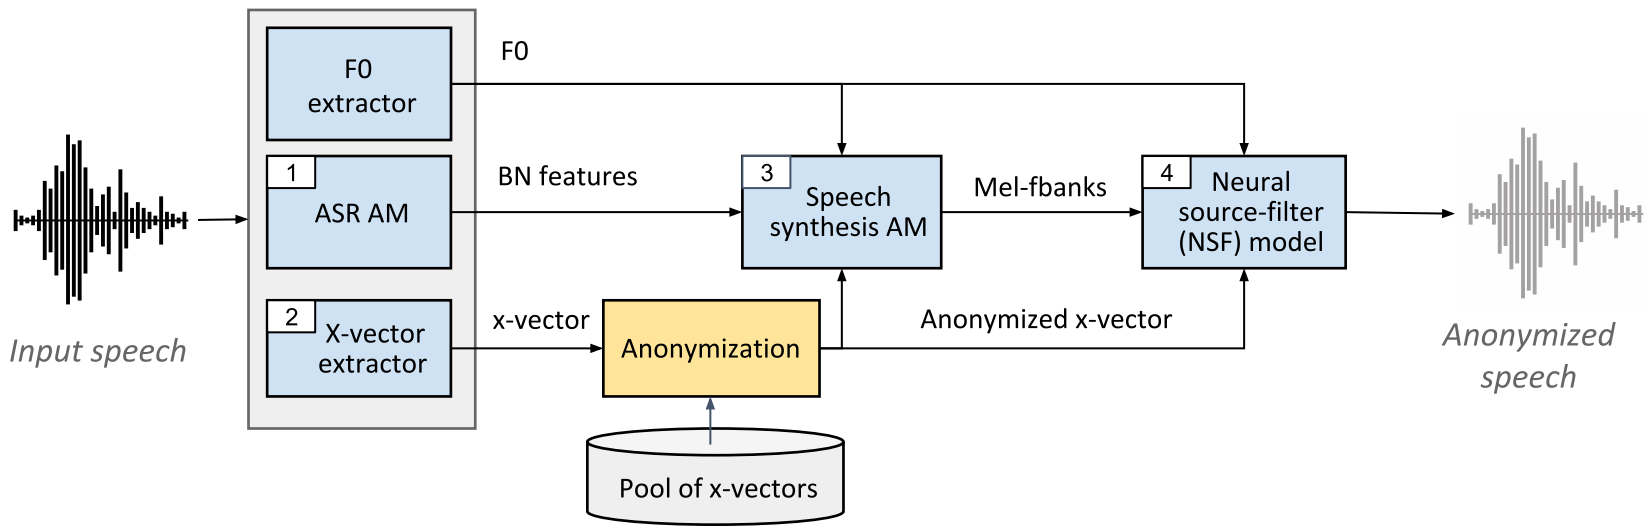 F0
extractor
F0
1
ASR AM
BN features
2
X-vector
extractor
x-vector
Anonymization
Pool of x-vectors
3
Speech
synthesis AM
Mel-fbanks
Anonymized x-vector
4
Neural
source-filter
(NSF) model
Input speech
Anonymized
speech